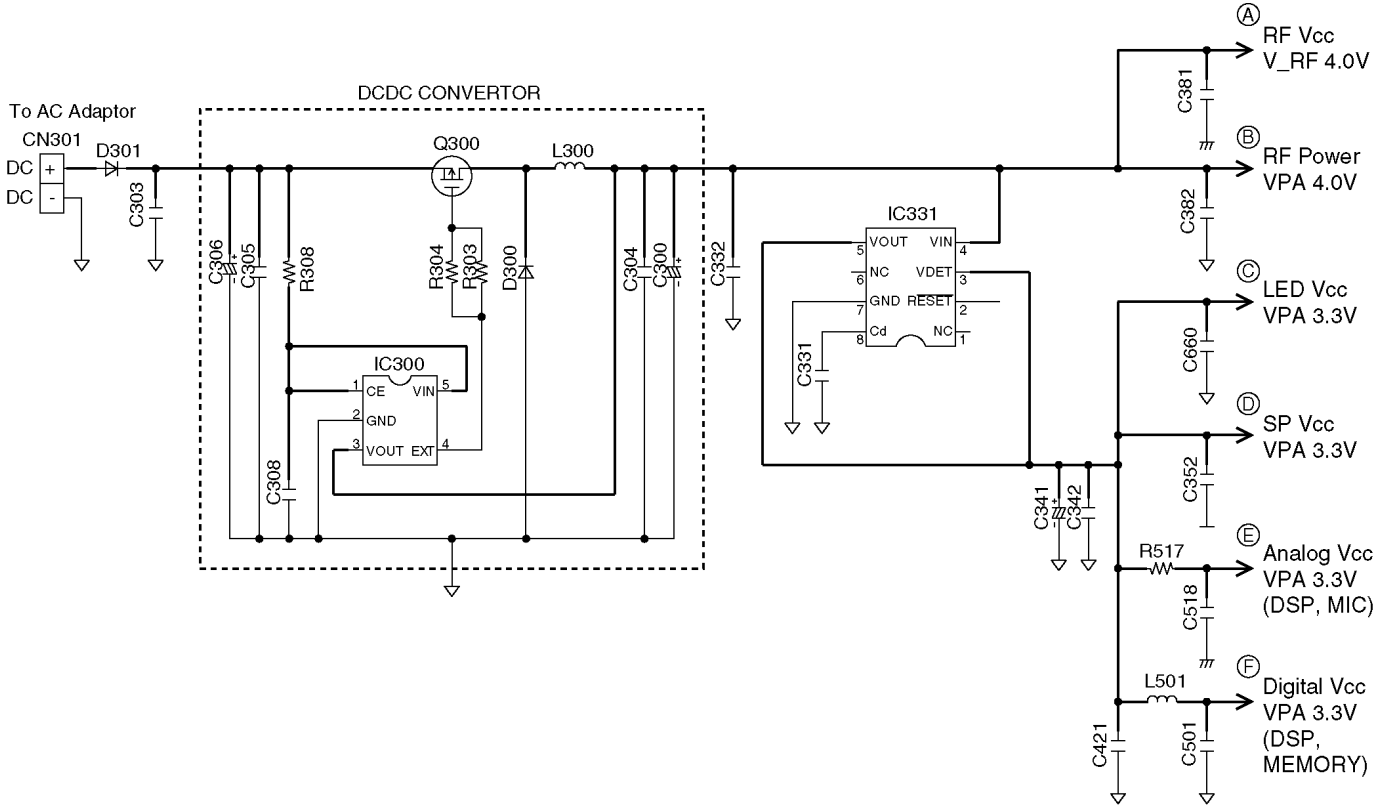 A
RF Vcc
V_RF 4.0V
C381
DCDC CONVERTOR
To AC Adaptor
CN301
DC +
DC -
D301
C303
Q300
L300
B
RF Power
VPA 4.0V
C382
C306
+
-
C305
R308
R304
R303
D300
C304
C300
+
-
C332
IC331
5 VOUT VIN 4
6 NC VDET 3
7 GND RESET 2
8 Cd NC 1
C331
C
LED Vcc
VPA 3.3V
C660
IC300
1 CE VIN 5
2 GND
3 VOUT EXT 4
C308
D
SP Vcc
VPA 3.3V
C352
C341
+
-
C342
E
R517
Analog Vcc
VPA 3.3V
(DSP, MIC)
C518
F
L501
Digital Vcc
VPA 3.3V
(DSP,
MEMORY)
C421
C501